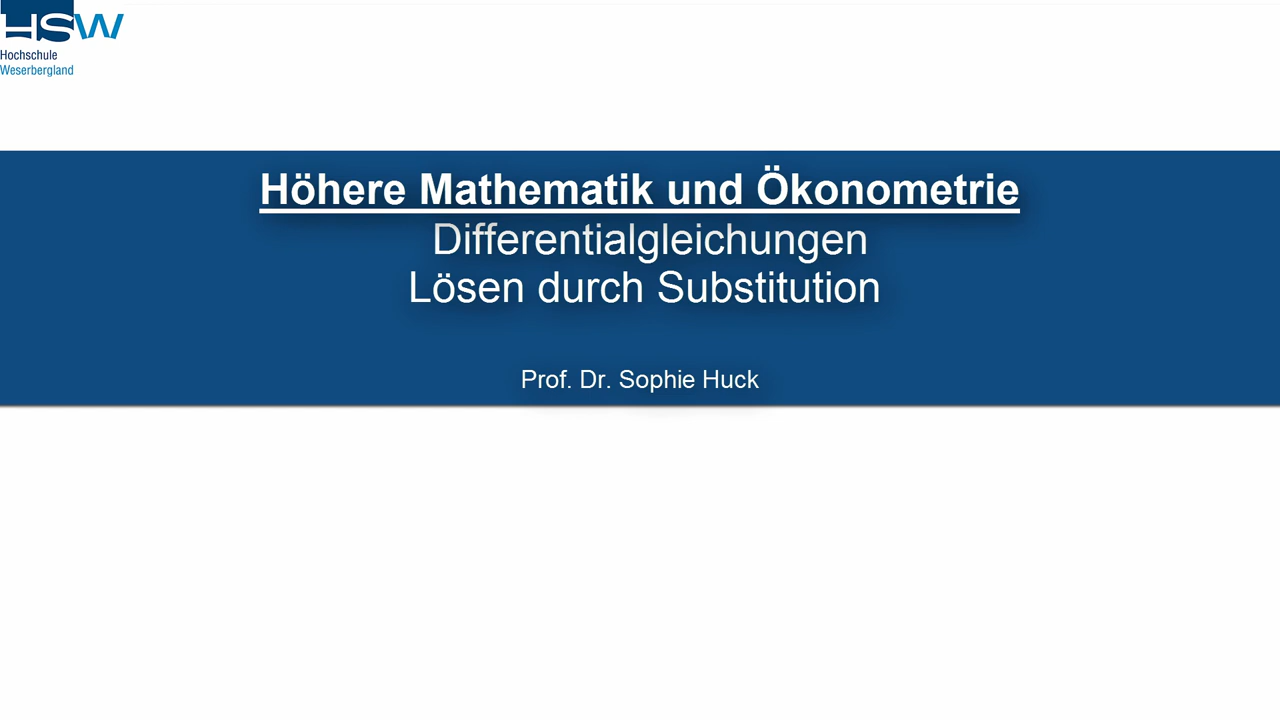 HSW
Hochschule
Weserbergland
Höhere Mathematik und Ökonometrie
Differentialgleichungen
Lösen durch Substitution
Prof. Dr. Sophie Huck